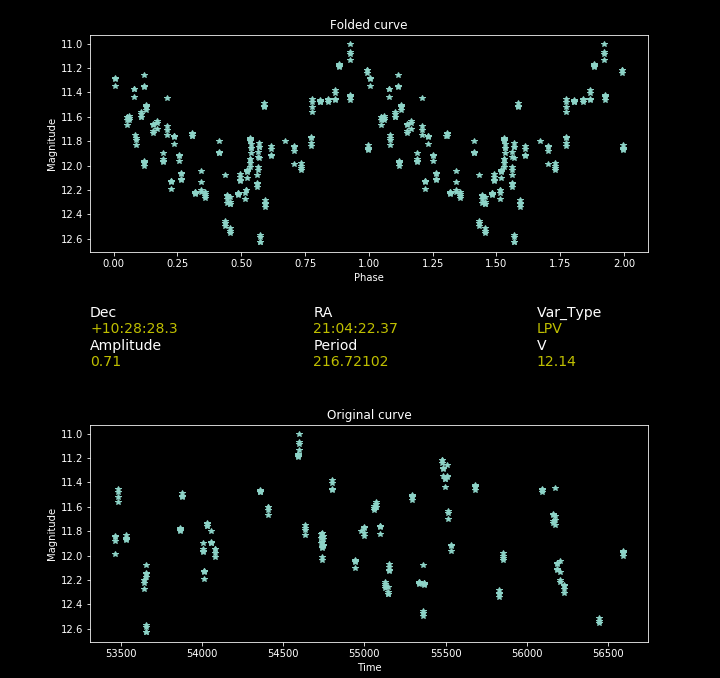 Folded curve
11.0
11.2
11.4
11.6
11.8
12.0
12.2
12.4
12.6
Magnitude
0.00 0.25 0.50 0.75 1.00 1.25 1.50 1.75 2.00
Phase
Dec RA Var_Type
+10:28:28.3 21:04:22.37 LPV
Amplitude Period V
0.71 216.72102 12.14
Original curve
11.0
11.2
11.4
11.6
11.8
12.0
12.2
12.4
12.6
Magnitude
53500 54000 54500 55000 55500 56000 56500
Time